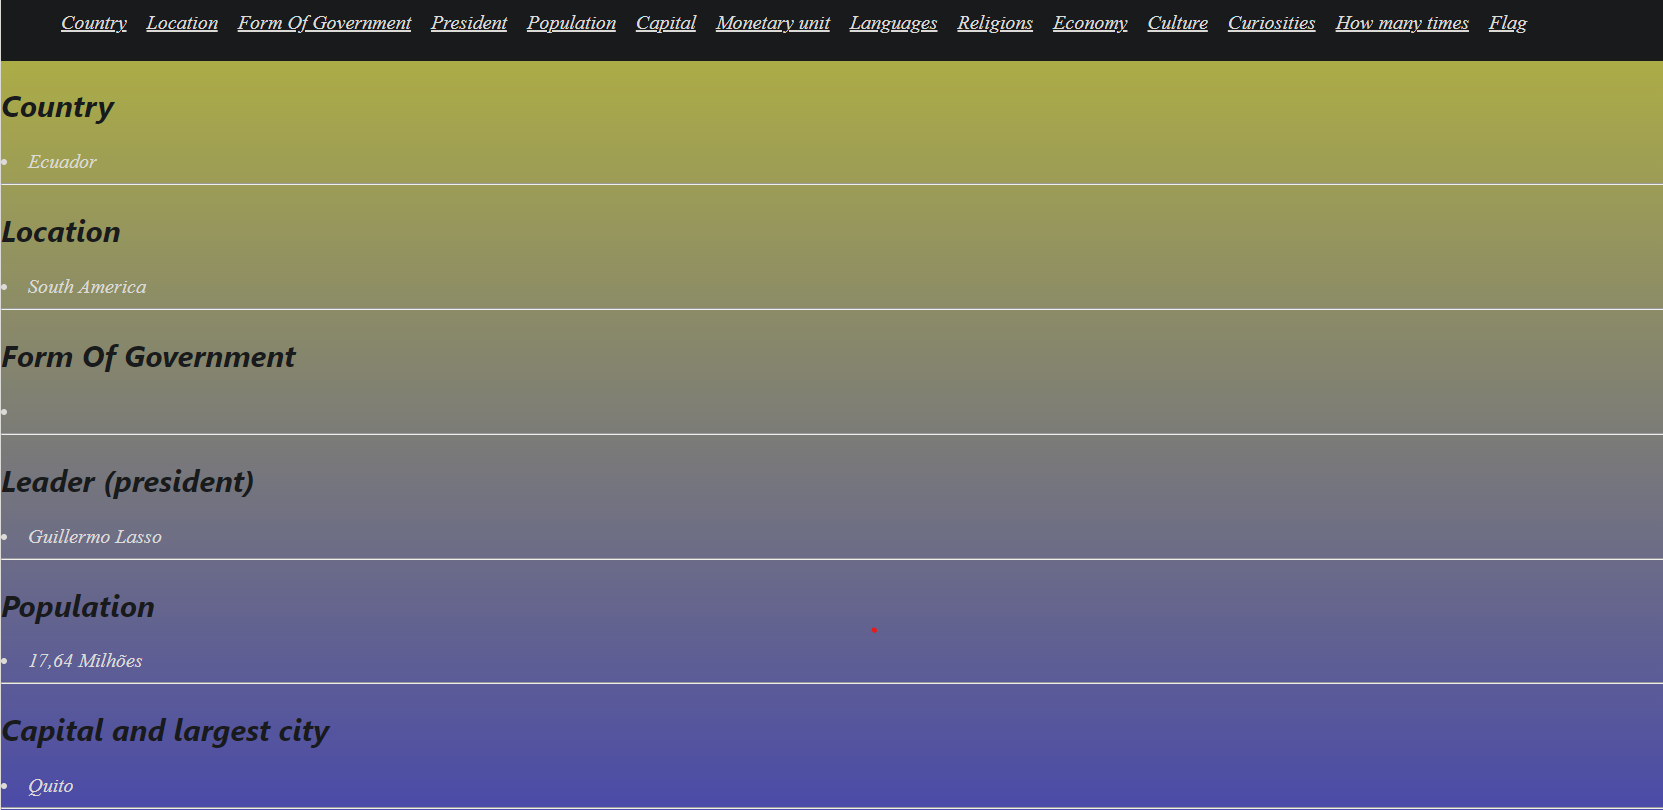 Country Location Form Of Government President Population Capital Monetary unit Languages Religions Economy Culture Curiosities How many times Flag
Country
• Ecuador
Location
• South America
Form Of Government
•
Leader (president)
• Guillermo Lasso
Population
• 17,64 Milhões
Capital and largest city
• Quito